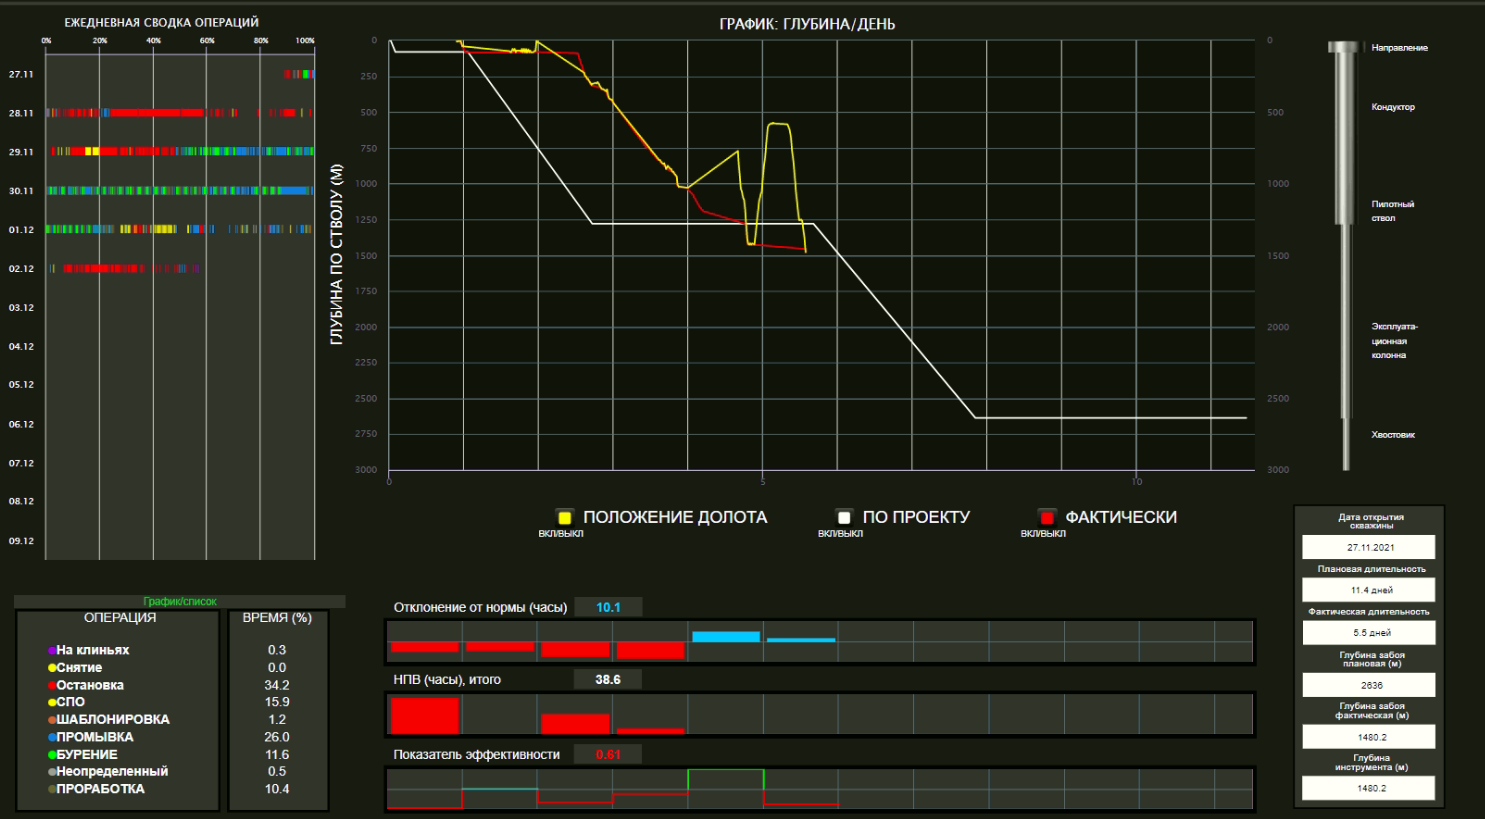 ЕЖЕДНЕВНАЯ СВОДКА ОПЕРАЦИЙ
0% 20% 40% 60% 80% 100%
27.11
28.11
29.11
30.11
01.12
02.12
03.12
04.12
05.12
06.12
07.12
08.12
09.12
ГРАФИК: ГЛУБИНА/ДЕНЬ
ГЛУБИНА ПО СТВОЛУ (М)
0
250
500
750
1000
1250
1500
1750
2000
2250
2500
2750
3000
0 5 10
0
500
1000
1500
2000
2500
3000
ПОЛОЖЕНИЕ ДОЛОТА
ВКЛ/ВЫКЛ
ПО ПРОЕКТУ
ВКЛ/ВЫКЛ
ФАКТИЧЕСКИ
ВКЛ/ВЫКЛ
Направление
Кондуктор
Пилотный
ствол
Эксплуата-
ционная
колонна
Хвостовик
График/список
ОПЕРАЦИЯ ВРЕМЯ (%)
На клиньях 0.3
Снятие 0.0
Остановка 34.2
СПО 15.9
ШАБЛОНИРОВКА 1.2
ПРОМЫВКА 26.0
БУРЕНИЕ 11.6
Неопределенный 0.5
ПРОРАБОТКА 10.4
Отклонение от нормы (часы) 10.1
НПВ (часы), итого 38.6
Показатель эффективности 0.61
Дата открытия
скважины
27.11.2021
Плановая длительность
11.4 дней
Фактическая длительность
5.5 дней
Глубина забоя
плановая (м)
2636
Глубина забоя
фактическая (м)
1480.2
Глубина
инструмента (м)
1480.2